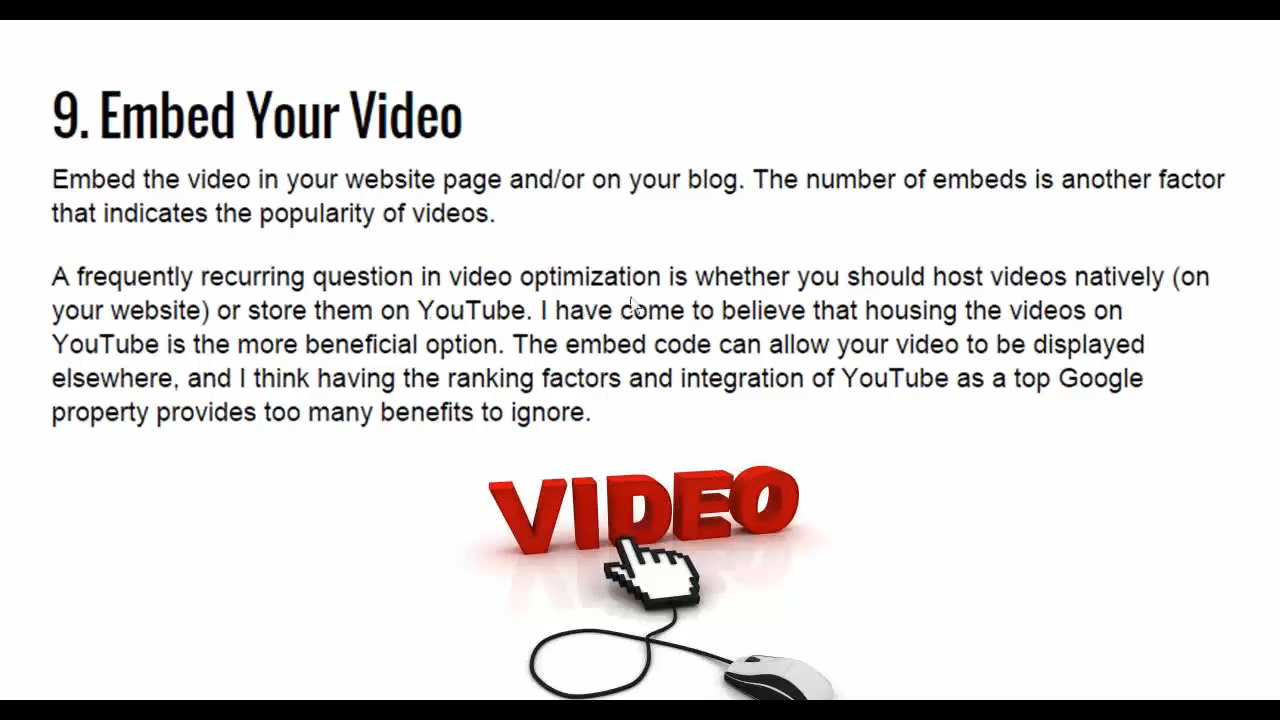 9. Embed Your Video
Embed the video in your website page and/or on your blog. The number of embeds is another factor
that indicates the popularity of videos.
A frequently recurring question in video optimization is whether you should host videos natively (on
your website) or store them on YouTube. I have come to believe that housing the videos on
YouTube is the more beneficial option. The embed code can allow your video to be displayed
elsewhere, and I think having the ranking factors and integration of YouTube as a top Google
property provides too many benefits to ignore.
VIDEO